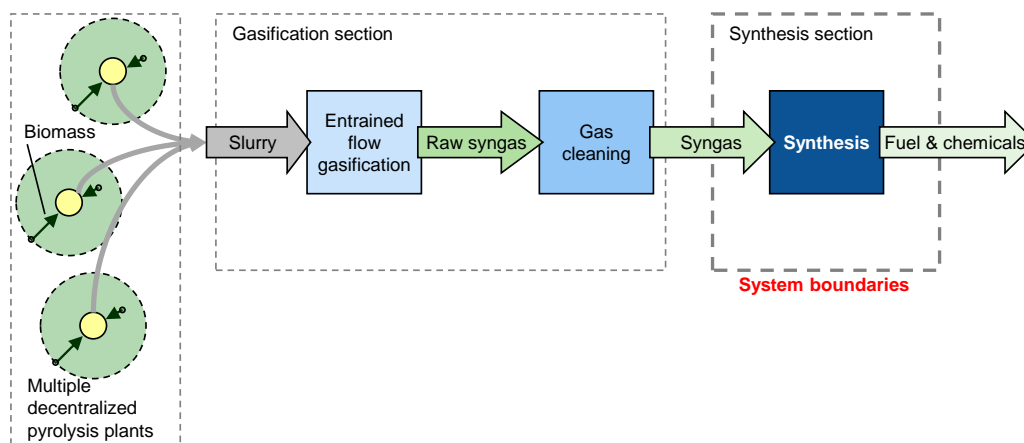 Gasification section
Synthesis section
Biomass
Slurry
Entrained
flow
gasification
Raw syngas
Gas
cleaning
Syngas
Synthesis
Fuel & chemicals
System boundaries
Multiple
decentralized
pyrolysis plants